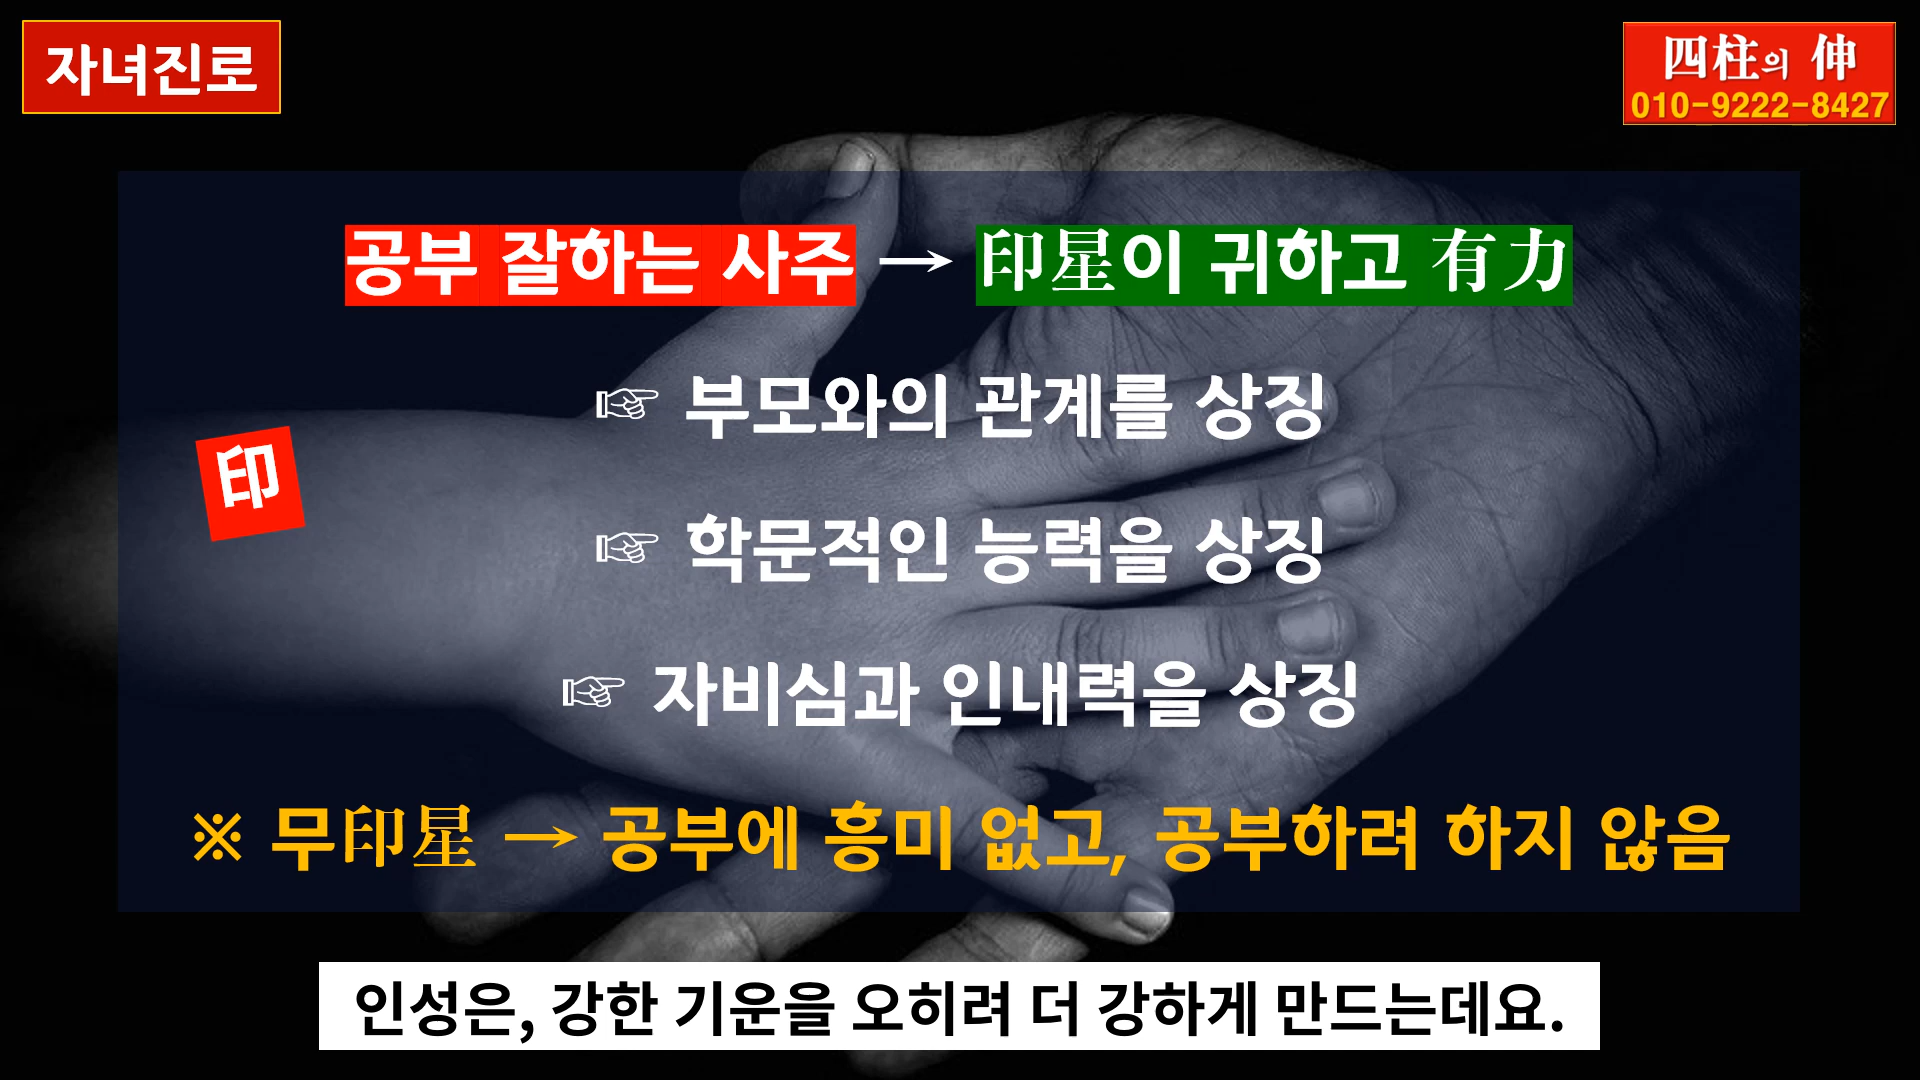 자녀진로
四柱의 伸
010-9222-8427
공부 잘하는 사주 → 印星이 귀하고 有力
☞ 부모와의 관계를 상징
印
☞ 학문적인 능력을 상징
☞ 자비심과 인내력을 상징
※ 무印星 → 공부에 흥미 없고, 공부하려 하지 않음
인성은, 강한 기운을 오히려 더 강하게 만드는데요.